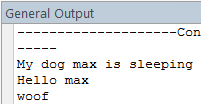 General Output
--------------------Con
-----
My dog max is sleeping
Hello max
woof